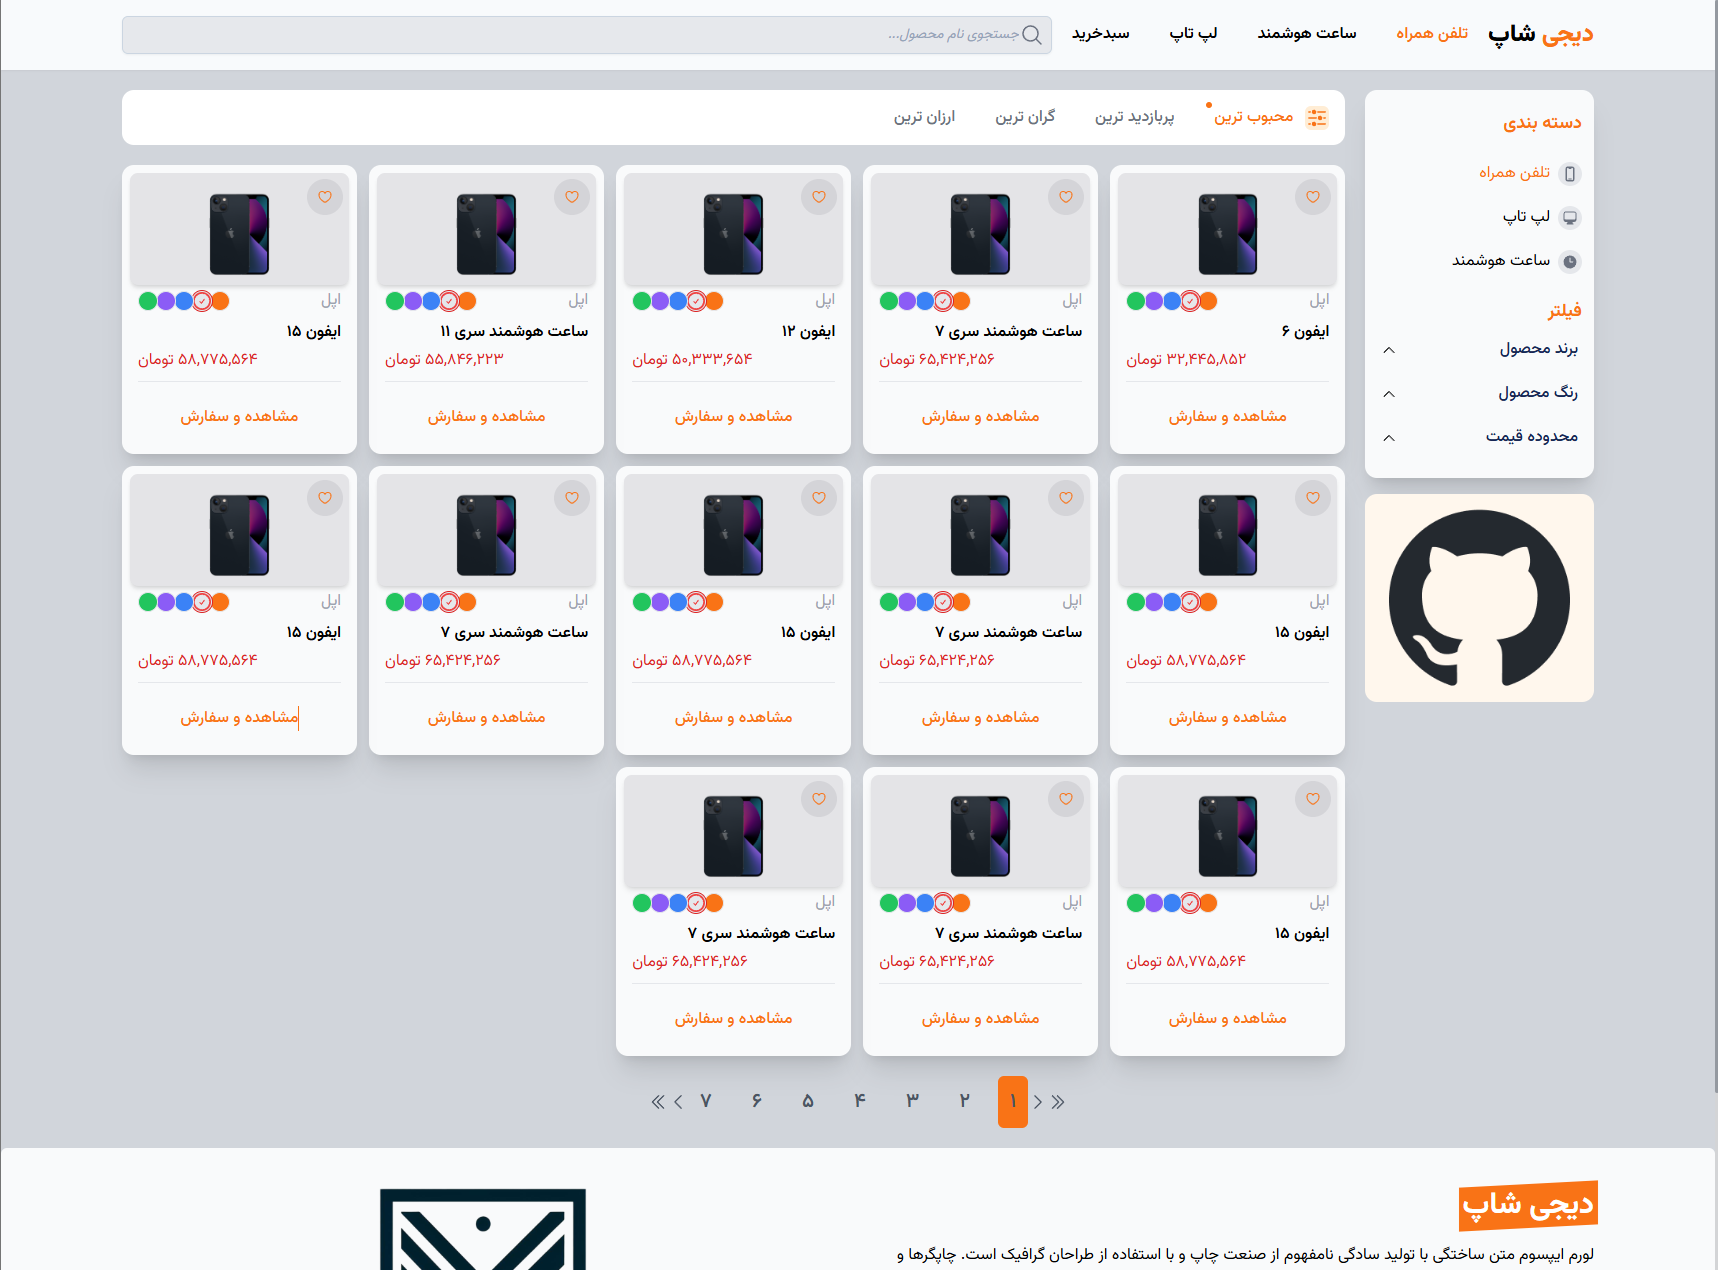 دیجی شاپ
تلفن همراه
ساعت هوشمند
لپ تاپ
سبدخرید
جستجوی نام محصول...
دسته بندی
تلفن همراه
لپ تاپ
ساعت هوشمند
فیلتر
برند محصول
رنگ محصول
محدوده قیمت
محبوب ترین
پربازدید ترین
گران ترین
ارزان ترین
اپل
ایفون ۶
۳۲,۴۴۵,۸۵۲ تومان
مشاهده و سفارش
اپل
ساعت هوشمند سری ۷
۶۵,۴۲۴,۲۵۶ تومان
مشاهده و سفارش
اپل
ایفون ۱۲
۵۰,۳۳۳,۶۵۴ تومان
مشاهده و سفارش
اپل
ساعت هوشمند سری ۱۱
۵۵,۸۴۶,۲۲۳ تومان
مشاهده و سفارش
اپل
ایفون ۱۵
۵۸,۷۷۵,۵۶۴ تومان
مشاهده و سفارش
اپل
ایفون ۱۵
۵۸,۷۷۵,۵۶۴ تومان
مشاهده و سفارش
اپل
ساعت هوشمند سری ۷
۶۵,۴۲۴,۲۵۶ تومان
مشاهده و سفارش
اپل
ایفون ۱۵
۵۸,۷۷۵,۵۶۴ تومان
مشاهده و سفارش
اپل
ساعت هوشمند سری ۷
۶۵,۴۲۴,۲۵۶ تومان
مشاهده و سفارش
اپل
ایفون ۱۵
۵۸,۷۷۵,۵۶۴ تومان
مشاهده و سفارش
اپل
ایفون ۱۵
۵۸,۷۷۵,۵۶۴ تومان
مشاهده و سفارش
اپل
ساعت هوشمند سری ۷
۶۵,۴۲۴,۲۵۶ تومان
مشاهده و سفارش
اپل
ساعت هوشمند سری ۷
۶۵,۴۲۴,۲۵۶ تومان
مشاهده و سفارش
۱ ۲ ۳ ۴ ۵ ۶ ۷
دیجی شاپ
لورم ایپسوم متن ساختگی با تولید سادگی نامفهوم از صنعت چاپ و با استفاده از طراحان گرافیک است. چاپگرها و